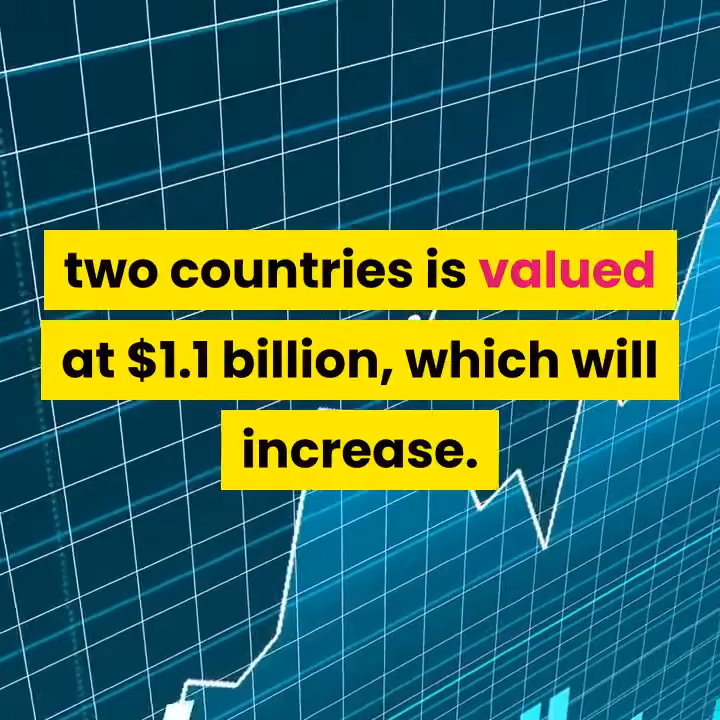 two countries is valued
at $1.1 billion, which will
increase.